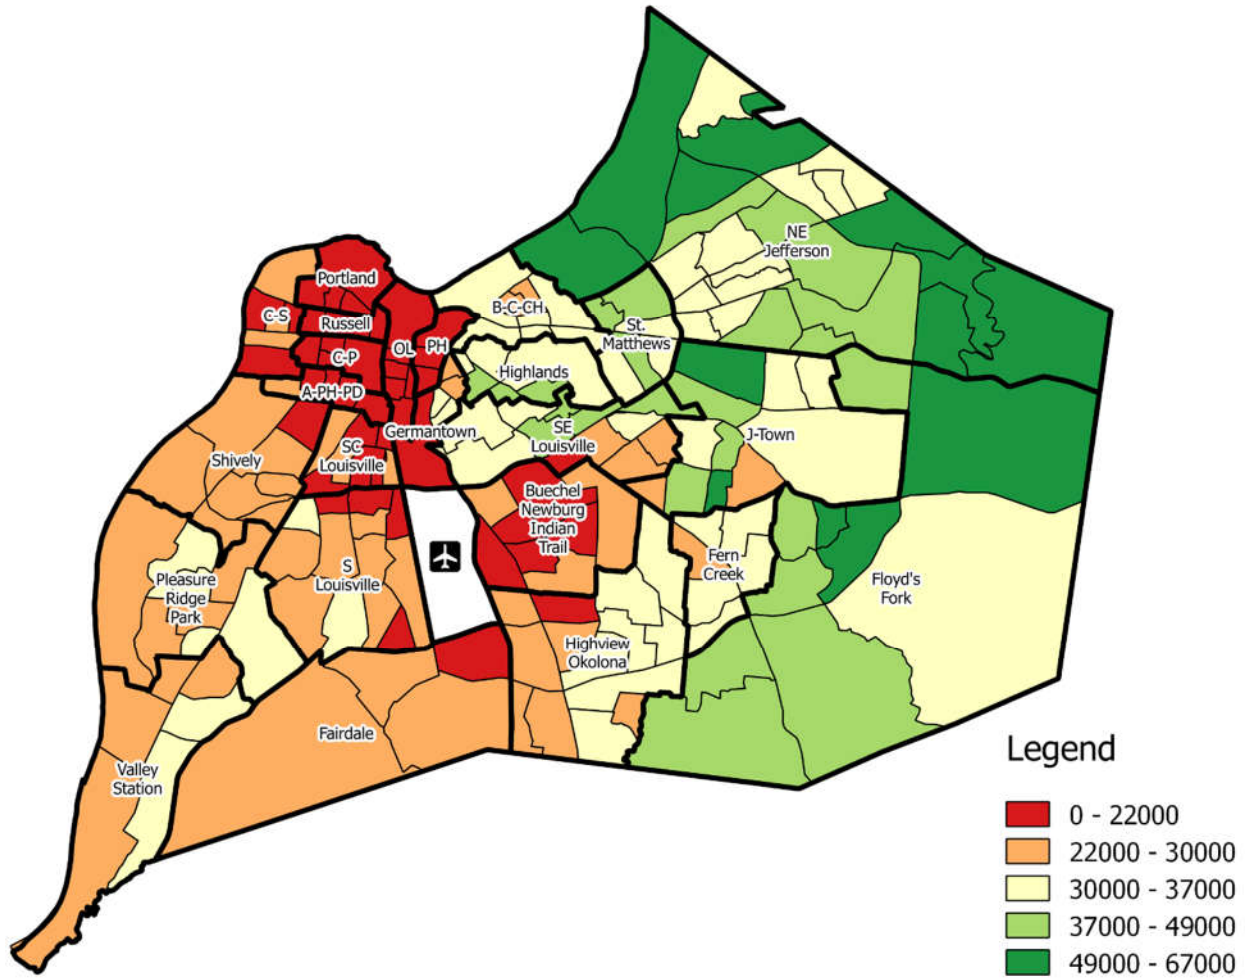 NE
Jefferson
Portland
C-S
B-C-CH
Russell
St.
Matthews
OL
PH
C-P
Highlands
A-PH-PD
Germantown
SE
Louisville
J-Town
SC
Louisville
Shively
Buechel
Newburg
Indian
Trail
Fern
Creek
S
Louisville
Pleasure
Ridge
Park
Floyd's
Fork
Highview
Okolona
Fairdale
Valley
Station
Legend
0 - 22000
22000 - 30000
30000 - 37000
37000 - 49000
49000 - 67000